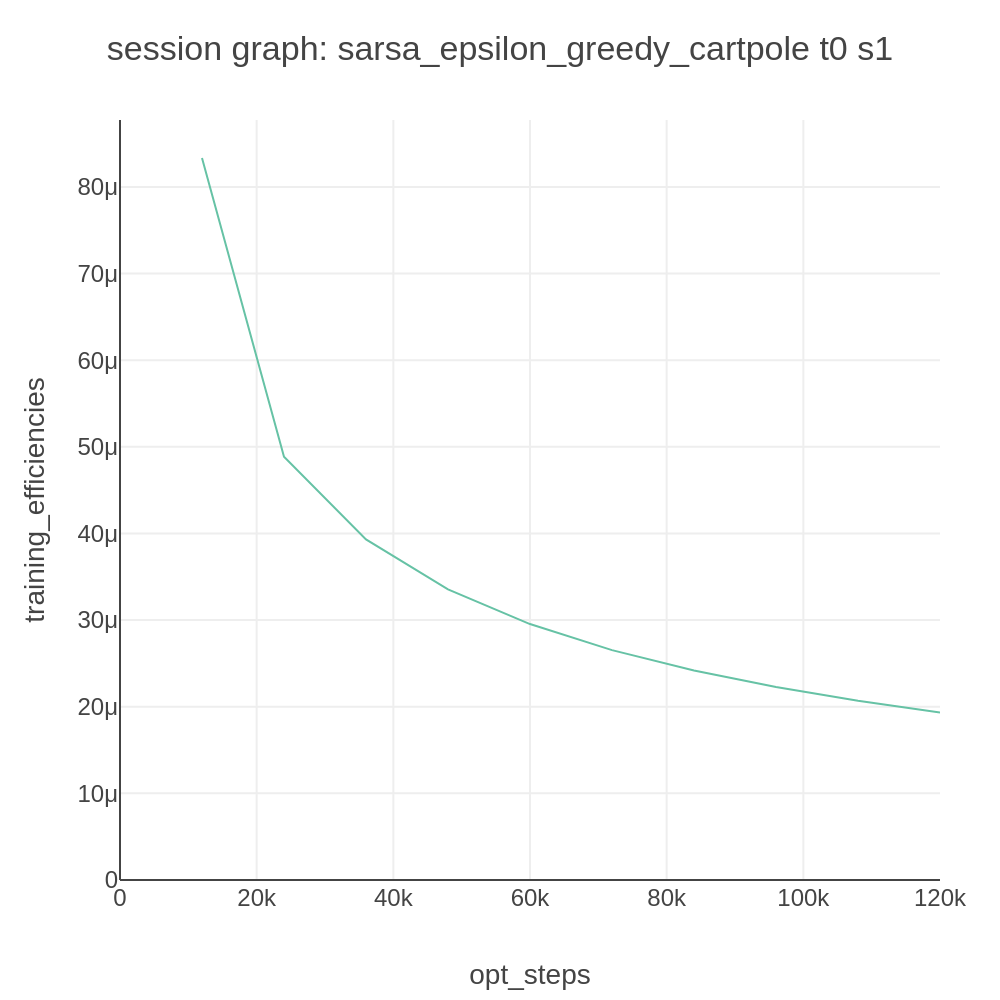 session graph: sarsa_epsilon_greedy_cartpole t0 s1
training_efficiencies
80μ
70μ
60μ
50μ
40μ
30μ
20μ
10μ
0
0
20k
40k
60k
80k
100k
120k
opt_steps